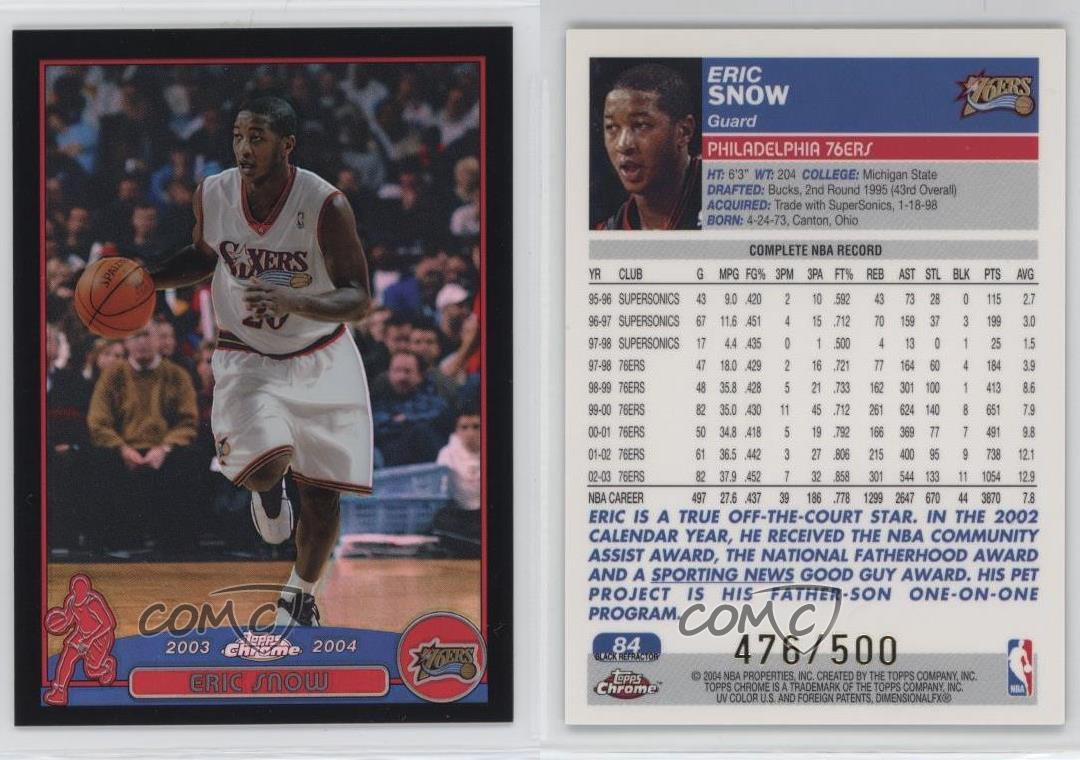 SPALDING
SIXERS
20
COMC
2003 Topps Chrome 2004
76ERS
ERIC SNOW
ERIC
SNOW
Guard
76ERS
PHILADELPHIA 76ERS
HT: 6'3" WT: 204 COLLEGE: Michigan State
DRAFTED: Bucks, 2nd Round 1995 (43rd Overall)
ACQUIRED: Trade with SuperSonics, 1-18-98
BORN: 4-24-73, Canton, Ohio
COMPLETE NBA RECORD
YR CLUB G MPG FG% 3PM 3PA FT% REB AST STL BLK PTS AVG
95-96 SUPERSONICS 43 9.0 .420 2 10 .592 43 73 28 0 115 2.7
96-97 SUPERSONICS 67 11.6 .451 4 15 .712 70 159 37 3 199 3.0
97-98 SUPERSONICS 17 4.4 .435 0 1 .500 4 13 0 1 25 1.5
97-98 76ERS 47 18.0 .429 2 16 .721 77 164 60 4 184 3.9
98-99 76ERS 48 35.8 .428 5 21 .733 162 301 100 1 413 8.6
99-00 76ERS 82 35.0 .430 11 45 .712 261 624 140 8 651 7.9
00-01 76ERS 50 34.8 .418 5 19 .792 166 369 77 7 491 9.8
01-02 76ERS 61 36.5 .442 3 27 .806 215 400 95 9 738 12.1
02-03 76ERS 82 37.9 .452 7 32 .858 301 544 133 11 1054 12.9
NBA CAREER 497 27.6 .437 39 186 .778 1299 2647 670 44 3870 7.8
ERIC IS A TRUE OFF-THE-COURT STAR. IN THE 2002
CALENDAR YEAR, HE RECEIVED THE NBA COMMUNITY
ASSIST AWARD, THE NATIONAL FATHERHOOD AWARD
AND A SPORTING NEWS GOOD GUY AWARD. HIS PET
PROJECT IS HIS FATHER-SON ONE-ON-ONE
PROGRAM.
COMC
84
BLACK REFRACTOR
476/500
Topps Chrome™
© 2004 NBA PROPERTIES, INC. CREATED BY THE TOPPS COMPANY, INC.
TOPPS CHROME IS A TRADEMARK OF THE TOPPS COMPANY, INC.
UV COLOR U.S. AND FOREIGN PATENTS, DIMENSIONALFX®
NBA